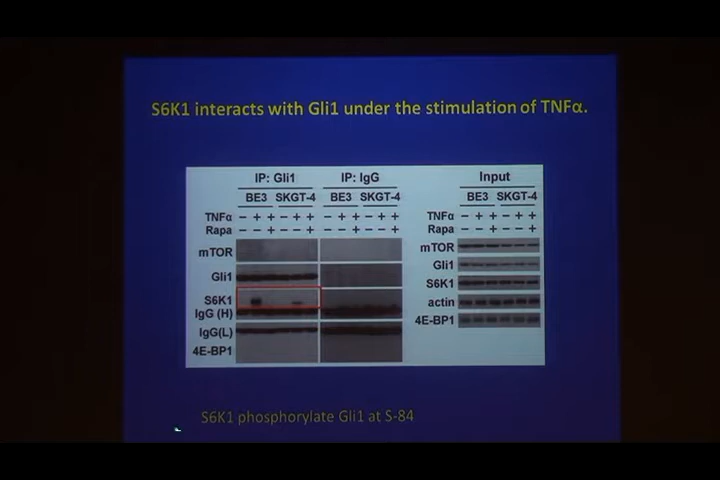 S6K1 interacts with Gli1 under the stimulation of TNFα.
IP: Gli1 IP: IgG Input
BE3 SKGT-4 BE3 SKGT-4 BE3 SKGT-4
TNFα - + + - + + - + + - + + TNFα - + + - + +
Rapa - - + - - + - - + - - + Rapa - - + - - +
mTOR mTOR
Gli1 Gli1
S6K1 S6K1
IgG (H) actin
IgG(L) 4E-BP1
4E-BP1
S6K1 phosphorylate Gli1 at S-84